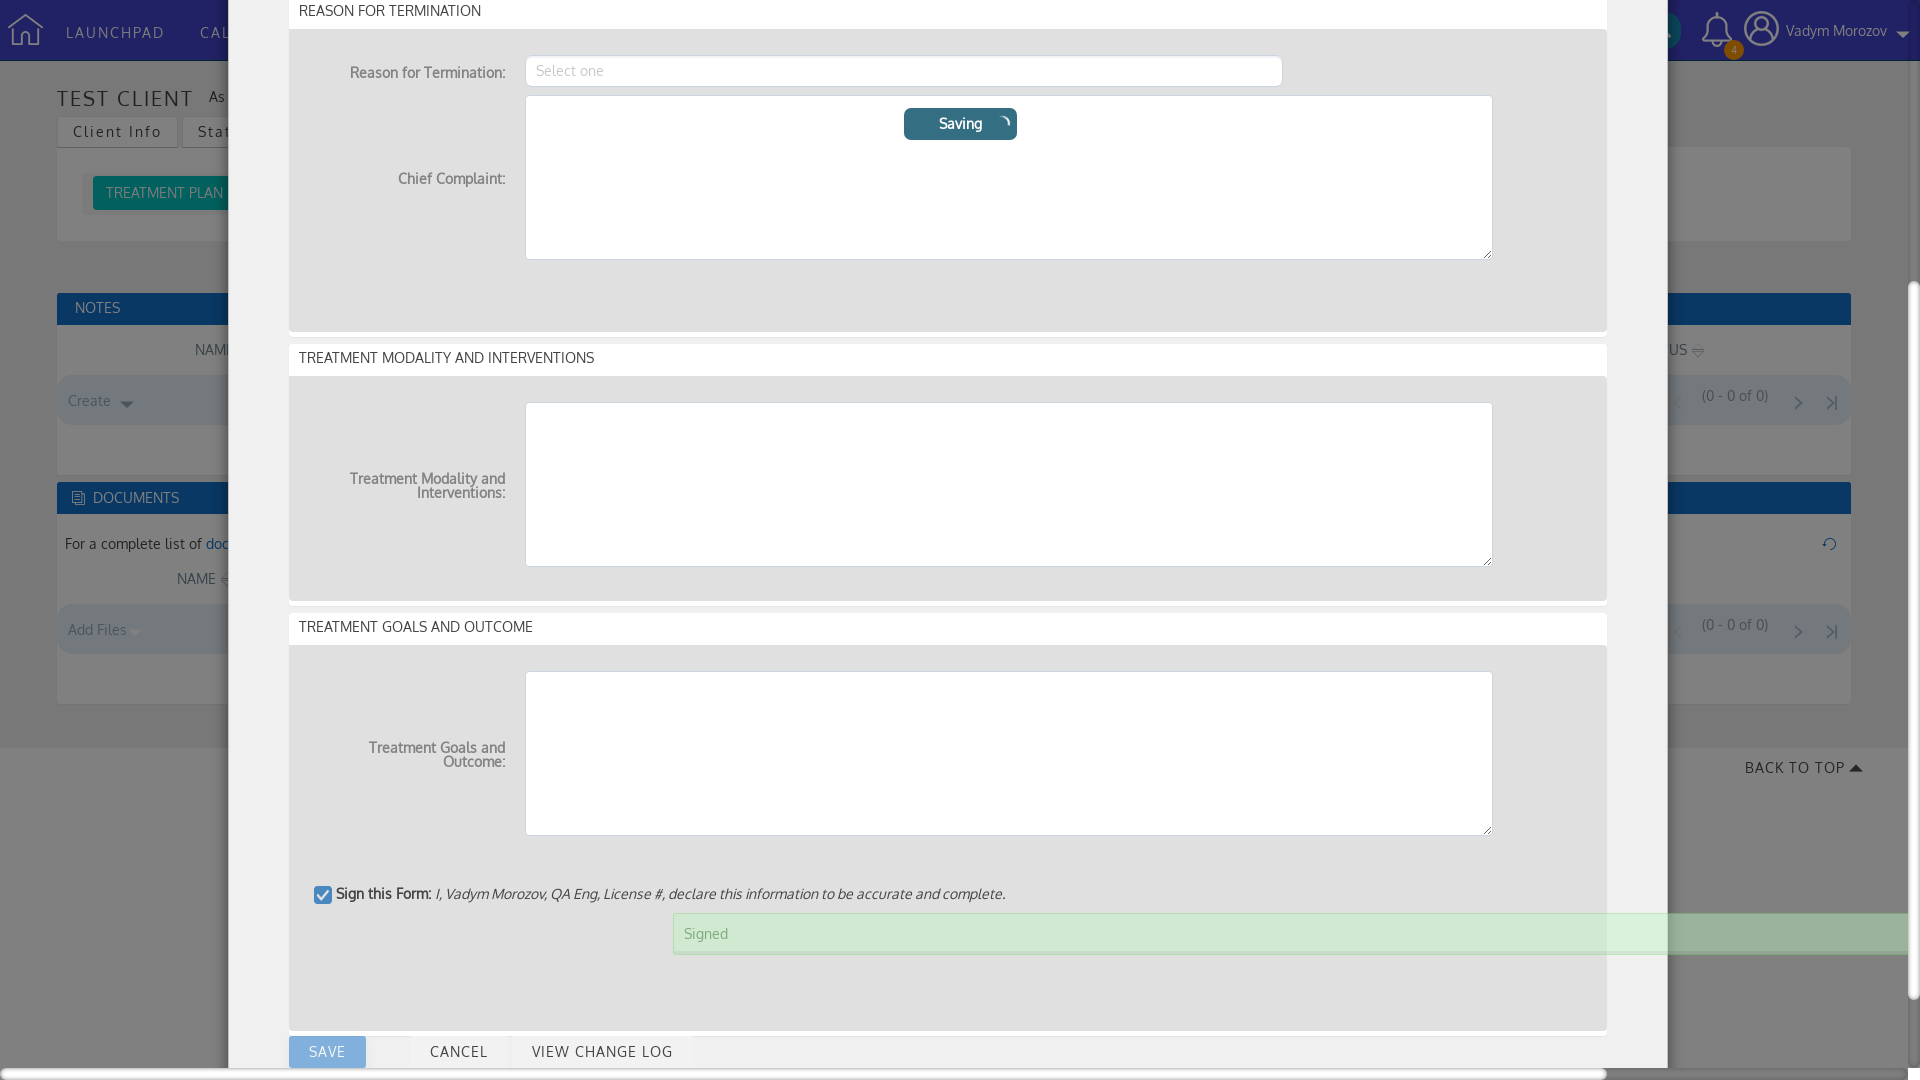 REASON FOR TERMINATION
LAUNCHPAD
CAL
4
Vadym Morozov
Reason for Termination:
Select one
TEST CLIENT
As
Saving
Client Info
Stat
Chief Complaint:
TREATMENT PLAN
NOTES
NAME
US
TREATMENT MODALITY AND INTERVENTIONS
Create
(0 - 0 of 0)
Treatment Modality and
Interventions:
DOCUMENTS
For a complete list of doc
NAME
TREATMENT GOALS AND OUTCOME
Add Files
(0 - 0 of 0)
Treatment Goals and
Outcome:
BACK TO TOP
Sign this Form: I, Vadym Morozov, QA Eng, License #, declare this information to be accurate and complete.
Signed
SAVE
CANCEL
VIEW CHANGE LOG